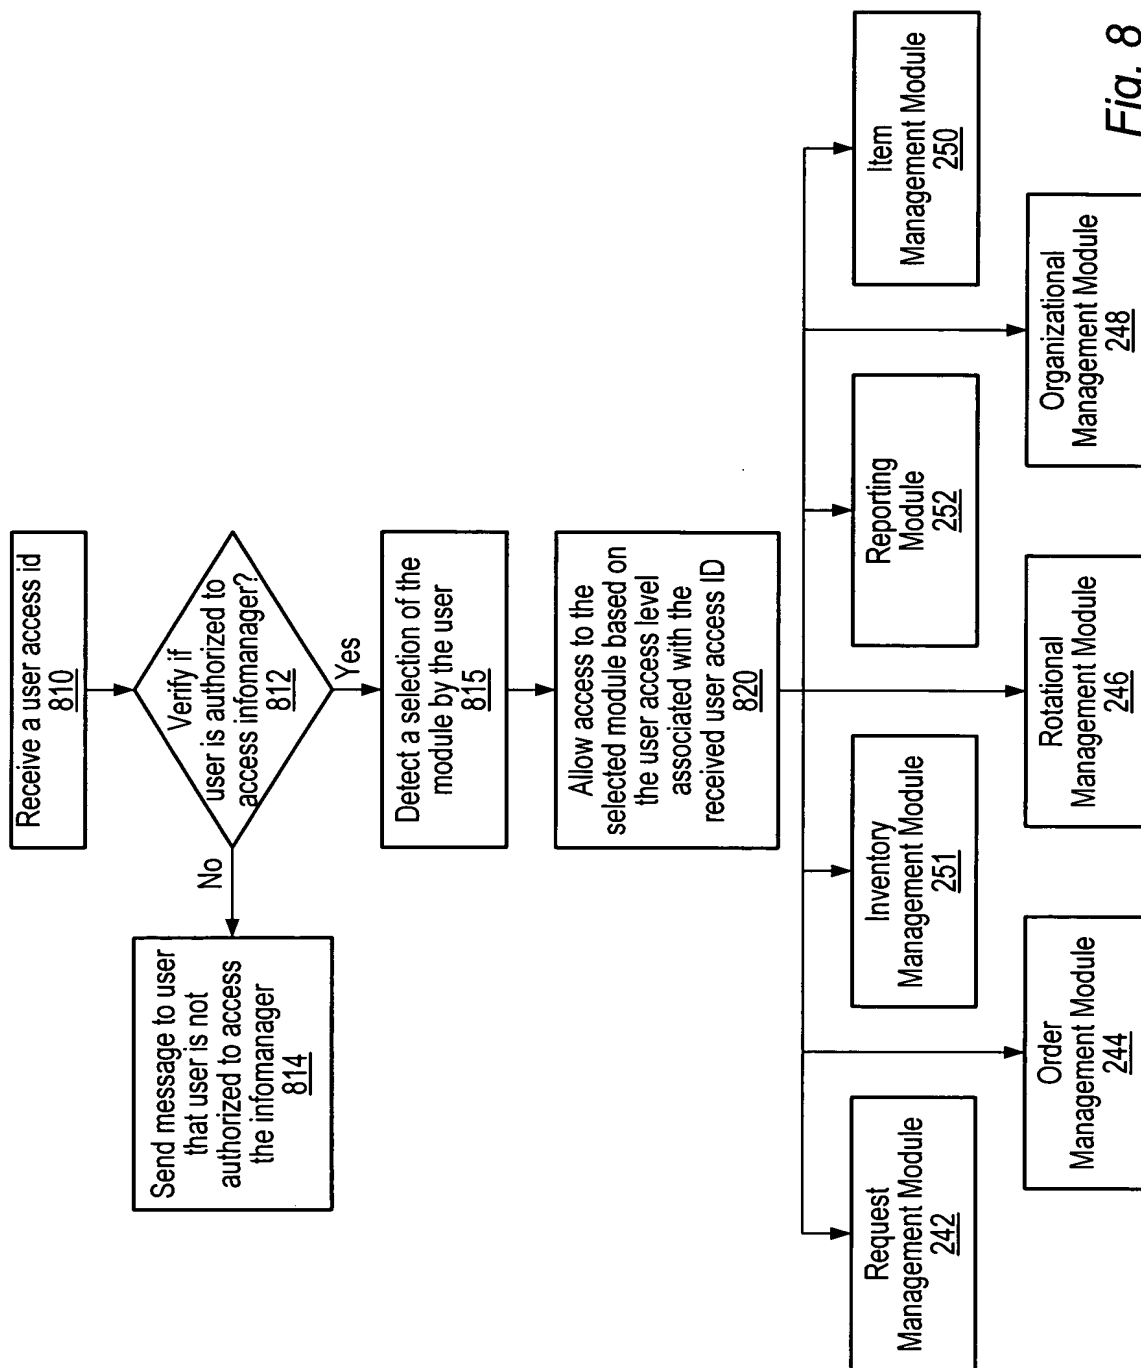 Receive a user access id
810
Verify if
user is authorized to
access infomanager?
812
No
Yes
Send message to user
that user is not
authorized to access
the infomanager
814
Detect a selection of the
module by the user
815
Allow access to the
selected module based on
the user access level
associated with the
received user access ID
820
Request
Management Module
242
Inventory
Management Module
251
Reporting
Module
252
Item
Management Module
250
Order
Management Module
244
Rotational
Management Module
246
Organizational
Management Module
248
Fig. 8